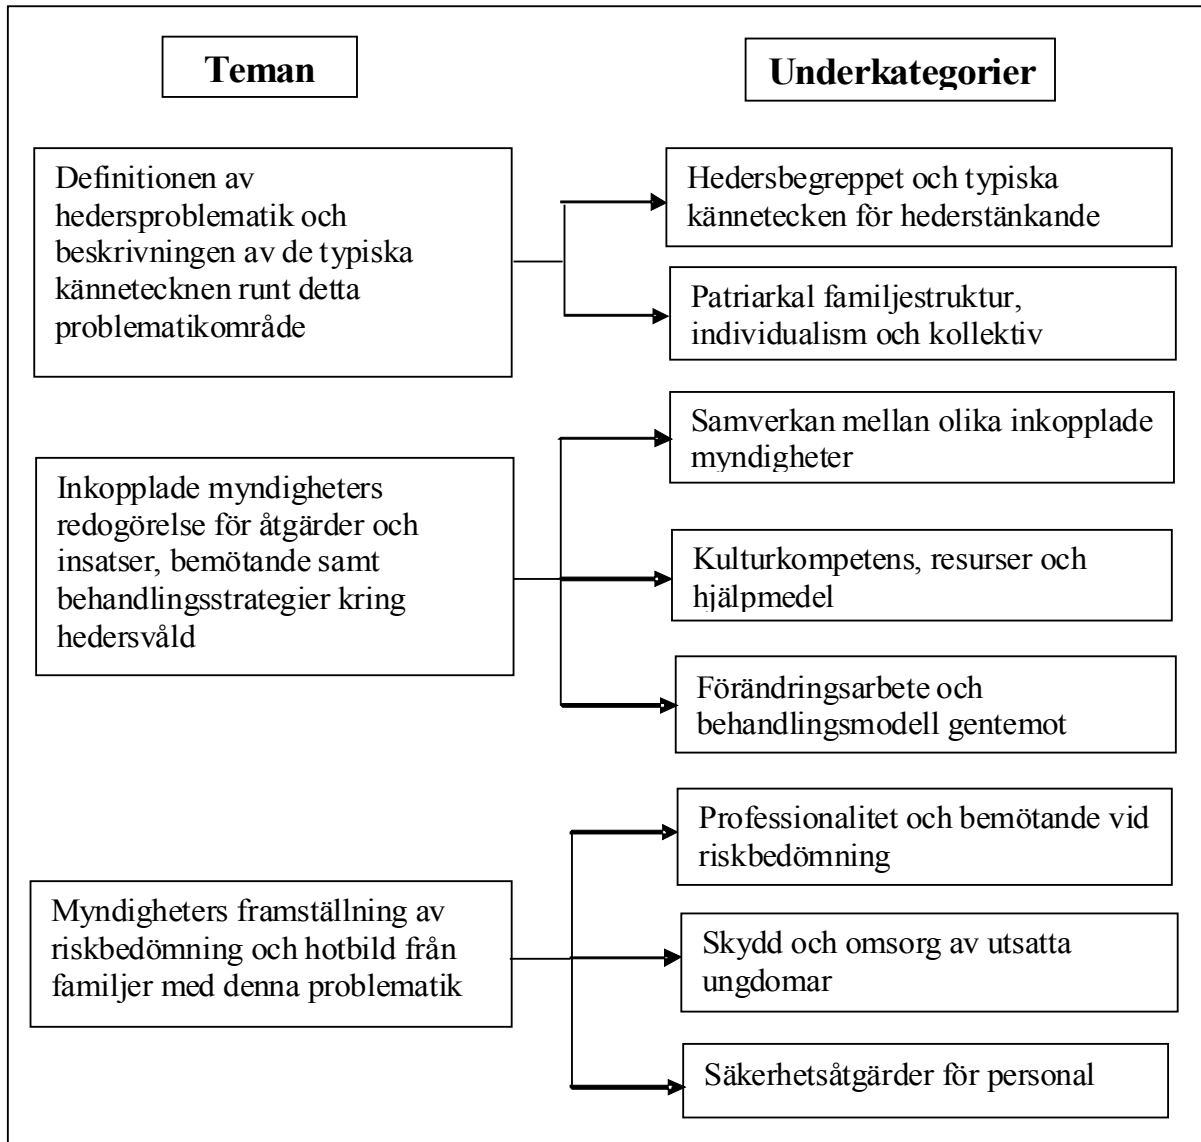 Teman
Underkategorier
Definitionen av
hedersproblematik och
beskrivningen av de typiska
kännetecknen runt detta
problematikområde
Hedersbegreppet och typiska
kännetecken för hederstänkande
Patriarkal familjestruktur,
individualism och kollektiv
Inkopplade myndigheters
redogörelse för åtgärder och
insatser, bemötande samt
behandlingsstrategier kring
hedersvåld
Samverkan mellan olika inkopplade
myndigheter
Kulturkompetens, resurser och
hjälpmedel
Förändringsarbete och
behandlingsmodell gentemot
Myndigheters framställning av
riskbedömning och hotbild från
familjer med denna problematik
Professionalitet och bemötande vid
riskbedömning
Skydd och omsorg av utsatta
ungdomar
Säkerhetsåtgärder för personal